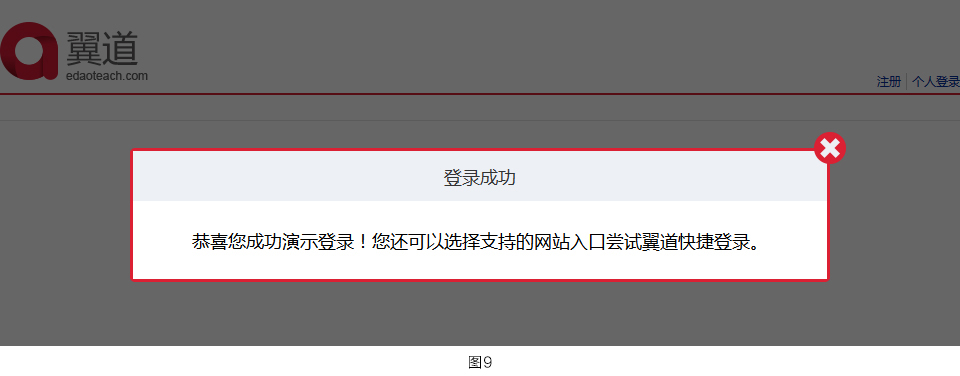 翼道
edaoteach.com
注册 个人登录
登录成功
恭喜您成功演示登录！您还可以选择支持的网站入口尝试翼道快捷登录。
图9